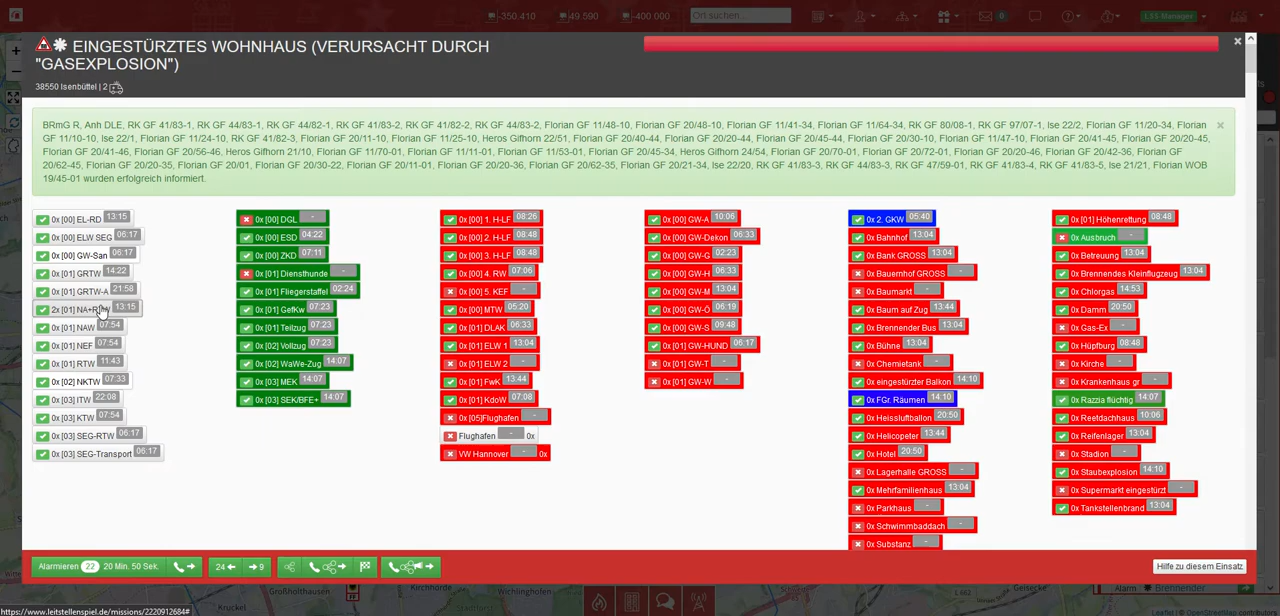 -350.410
49.590
-400 000
Ort suchen...
0
LSS-Manager
LSS
EINGESTÜRZTES WOHNHAUS (VERURSACHT DURCH
"GASEXPLOSION")
38550 Isenbüttel | 2
×
BRmG R, Anh DLE, RK GF 41/83-1, RK GF 44/83-1, RK GF 44/82-1, RK GF 41/83-2, RK GF 41/82-2, RK GF 44/83-2, Florian GF 11/48-10, Florian GF 20/48-10, Florian GF 11/41-34, Florian GF 11/64-34, RK GF 80/08-1, RK GF 97/07-1, Ise 22/2, Florian GF 11/20-34, Florian
GF 11/10-10, Ise 22/1, Florian GF 11/24-10, RK GF 41/82-3, Florian GF 20/11-10, Florian GF 11/25-10, Heros Gifhorn 22/51, Florian GF 20/40-44, Florian GF 20/20-44, Florian GF 20/45-44, Florian GF 20/30-10, Florian GF 11/47-10, Florian GF 20/41-45, Florian GF 20/20-45,
Florian GF 20/41-46, Florian GF 20/56-46, Heros Gifhorn 21/10, Florian GF 11/70-01, Florian GF 11/11-01, Florian GF 11/53-01, Florian GF 20/45-34, Heros Gifhorn 24/54, Florian GF 20/70-01, Florian GF 20/72-01, Florian GF 20/20-46, Florian GF 20/42-36, Florian GF
20/62-45, Florian GF 20/20-35, Florian GF 20/01, Florian GF 20/30-22, Florian GF 20/11-01, Florian GF 20/20-36, Florian GF 20/62-35, Florian GF 20/21-34, Ise 22/20, RK GF 41/83-3, RK GF 44/83-3, RK GF 47/59-01, RK GF 41/83-4, RK GF 41/83-5, Ise 21/21, Florian WOB
19/45-01 wurden erfolgreich informiert.
×
0x [00] EL-RD 13:15
0x [00] ELW SEG 06:17
0x [00] GW-San 06:17
0x [01] GRTW 14:22
0x [01] GRTW-A 21:58
2x [01] NA+RTW 13:15
0x [01] NAW 07:54
0x [01] NEF 07:54
0x [01] RTW 11:43
0x [02] NKTW 07:33
0x [03] ITW 22:08
0x [03] KTW 07:54
0x [03] SEG-RTW 06:17
0x [03] SEG-Transport 06:17
0x [00] DGL -
0x [00] ESD 04:22
0x [00] ZKD 07:11
0x [01] Diensthunde -
0x [01] Fliegerstaffel 02:24
0x [01] GefKw 07:23
0x [01] Teilzug 07:23
0x [02] Vollzug 07:23
0x [02] WaWe-Zug 14:07
0x [03] MEK 14:07
0x [03] SEK/BFE+ 14:07
0x [00] 1. H-LF 08:26
0x [00] 2. H-LF 08:48
0x [00] 3. H-LF 08:48
0x [00] 4. RW 07:06
0x [00] 5. KEF -
0x [00] MTW 05:20
0x [01] DLAK 06:33
0x [01] ELW 1 13:04
0x [01] ELW 2 -
0x [01] FwK 13:44
0x [01] KdoW 07:08
0x [05]Flughafen -
Flughafen - 0x
VW Hannover - 0x
0x [00] GW-A 10:06
0x [00] GW-Dekon 06:33
0x [00] GW-G 02:23
0x [00] GW-H 06:33
0x [00] GW-M 13:04
0x [00] GW-Ö 06:19
0x [00] GW-S 09:48
0x [01] GW-HUND 06:17
0x [01] GW-T -
0x [01] GW-W -
0x 2. GKW 05:40
0x Bahnhof 13:04
0x Bank GROSS 13:04
0x Bauernhof GROSS -
0x Baumarkt -
0x Baum auf Zug 13:44
0x Brennender Bus 13:04
0x Bühne 13:04
0x Chemietank -
0x eingestürzter Balkon 14:10
0x FGr. Räumen 14:10
0x Heissluftballon 20:50
0x Helicopeter 13:44
0x Hotel 20:50
0x Lagerhalle GROSS -
0x Mehrfamilienhaus 13:04
0x Parkhaus -
0x Schwimmbaddach -
0x Substanz -
0x [01] Höhenrettung 08:48
0x Ausbruch -
0x Betreuung 13:04
0x Brennendes Kleinflugzeug 13:04
0x Chlorgas 14:53
0x Damm 20:50
0x Gas-Ex -
0x Hüpfburg 08:48
0x Kirche -
0x Krankenhaus gr -
0x Razzia flüchtig 14:07
0x Reetdachhaus 10:06
0x Reifenlager 13:04
0x Stadion -
0x Staubexplosion 14:10
0x Supermarkt eingestürzt -
0x Tankstellenbrand 13:04
Alarmieren 22 20 Min. 50 Sek.
24
9
Hilfe zu diesem Einsatz
Großholthausen
Kirchhörde
Wichlinghofen
L 662
Alarm
Brennender
Kruckel
https://www.leitstellenspiel.de/missions/2220912684#
Leaflet | © OpenStreetMap contributors